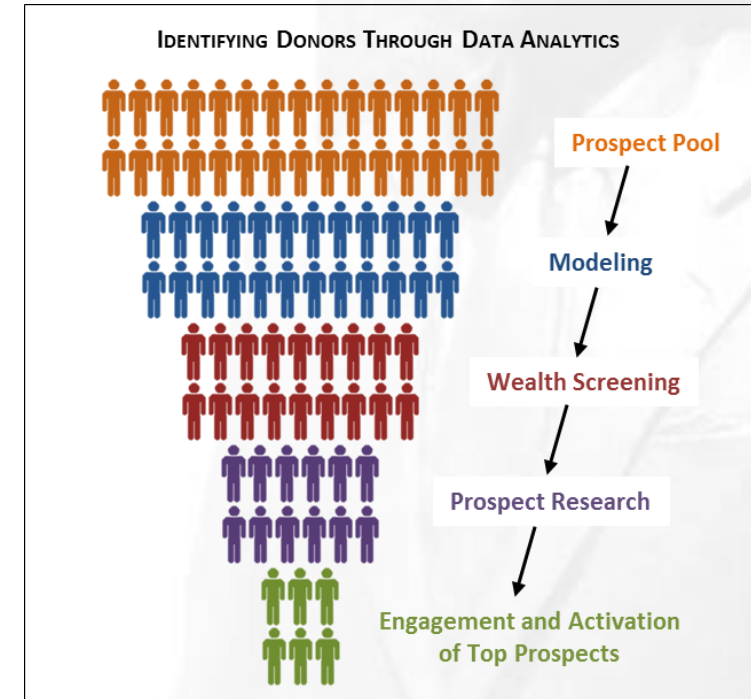 IDENTIFYING DONORS THROUGH DATA ANALYTICS
Prospect Pool
Modeling
Wealth Screening
Prospect Research
Engagement and Activation
of Top Prospects